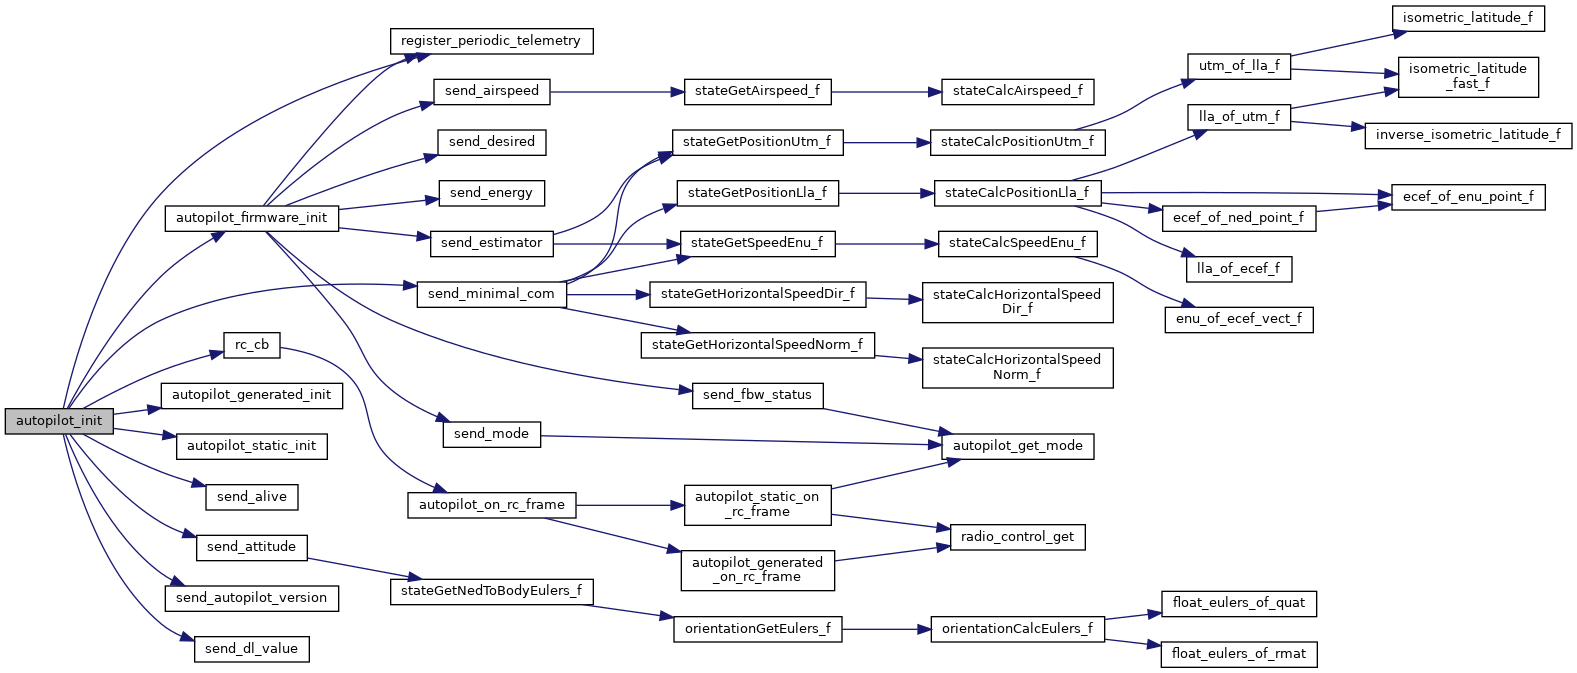 isometric_latitude_f
register_periodic_telemetry
utm_of_lla_f
isometric_latitude
_fast_f
send_airspeed
stateGetAirspeed_f
stateCalcAirspeed_f
lla_of_utm_f
inverse_isometric_latitude_f
send_desired
stateGetPositionUtm_f
stateCalcPositionUtm_f
send_energy
stateGetPositionLla_f
stateCalcPositionLla_f
ecef_of_enu_point_f
autopilot_firmware_init
ecef_of_ned_point_f
send_estimator
stateGetSpeedEnu_f
stateCalcSpeedEnu_f
lla_of_ecef_f
send_minimal_com
stateGetHorizontalSpeedDir_f
stateCalcHorizontalSpeed
Dir_f
enu_of_ecef_vect_f
rc_cb
stateGetHorizontalSpeedNorm_f
stateCalcHorizontalSpeed
Norm_f
autopilot_generated_init
send_fbw_status
autopilot_init
autopilot_static_init
send_mode
autopilot_get_mode
send_alive
autopilot_on_rc_frame
autopilot_static_on
_rc_frame
radio_control_get
send_attitude
autopilot_generated
_on_rc_frame
send_autopilot_version
stateGetNedToBodyEulers_f
float_eulers_of_quat
orientationGetEulers_f
orientationCalcEulers_f
send_dl_value
float_eulers_of_rmat